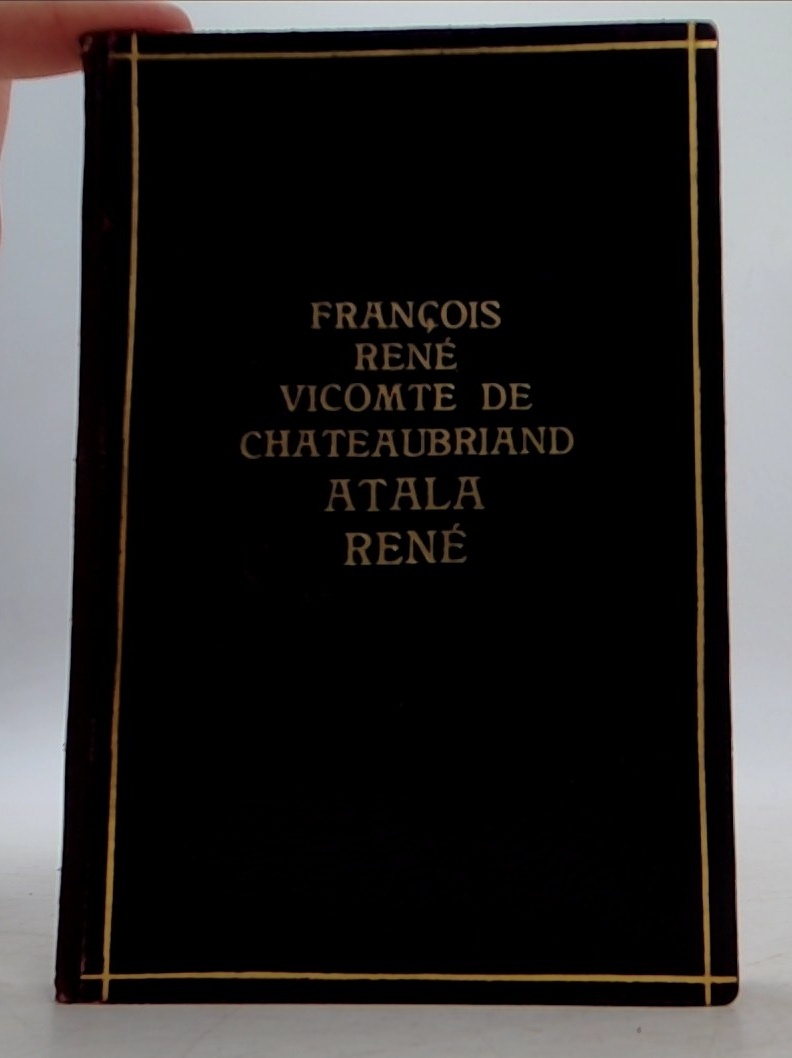 FRANÇOIS
RENÉ
VICOMTE DE
CHATEAUBRIAND
ATALA
RENÉ